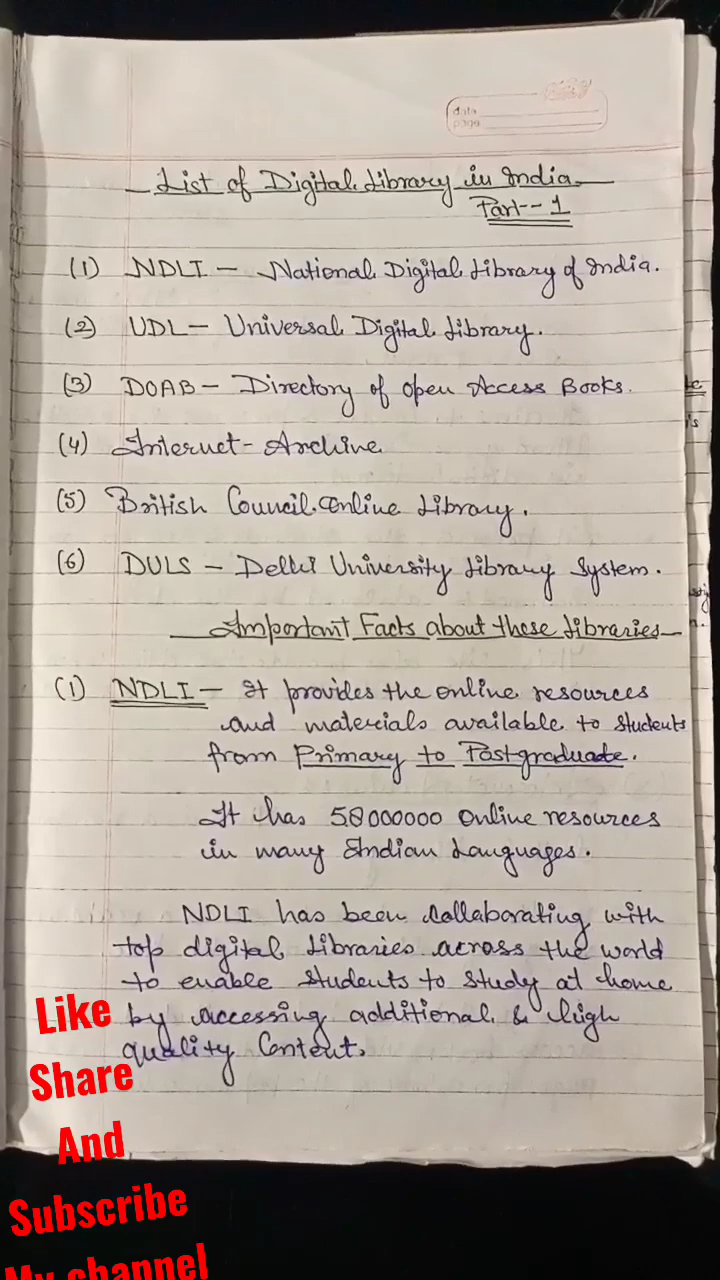 data
page
List of Digital Library in India
Part--1
(1) NDLI - National Digital Library of India.
(2) UDL - Universal Digital Library.
(3) DOAB - Directory of Open Access Books.
(4) Internet - Archive
(5) British Council Online Library.
(6) DULS - Delhi University Library System.
Important Facts about these Libraries -
(1) NDLI - It provides the online resources
and materials available to students
from Primary to Postgraduate.
It has 58000000 online resources
in many Indian Languages.
NDLI has been collaborating with
top digital libraries across the world
to enable students to study at home
by accessing additional & high
quality Content.
Like
Share
And
Subscribe
My channel